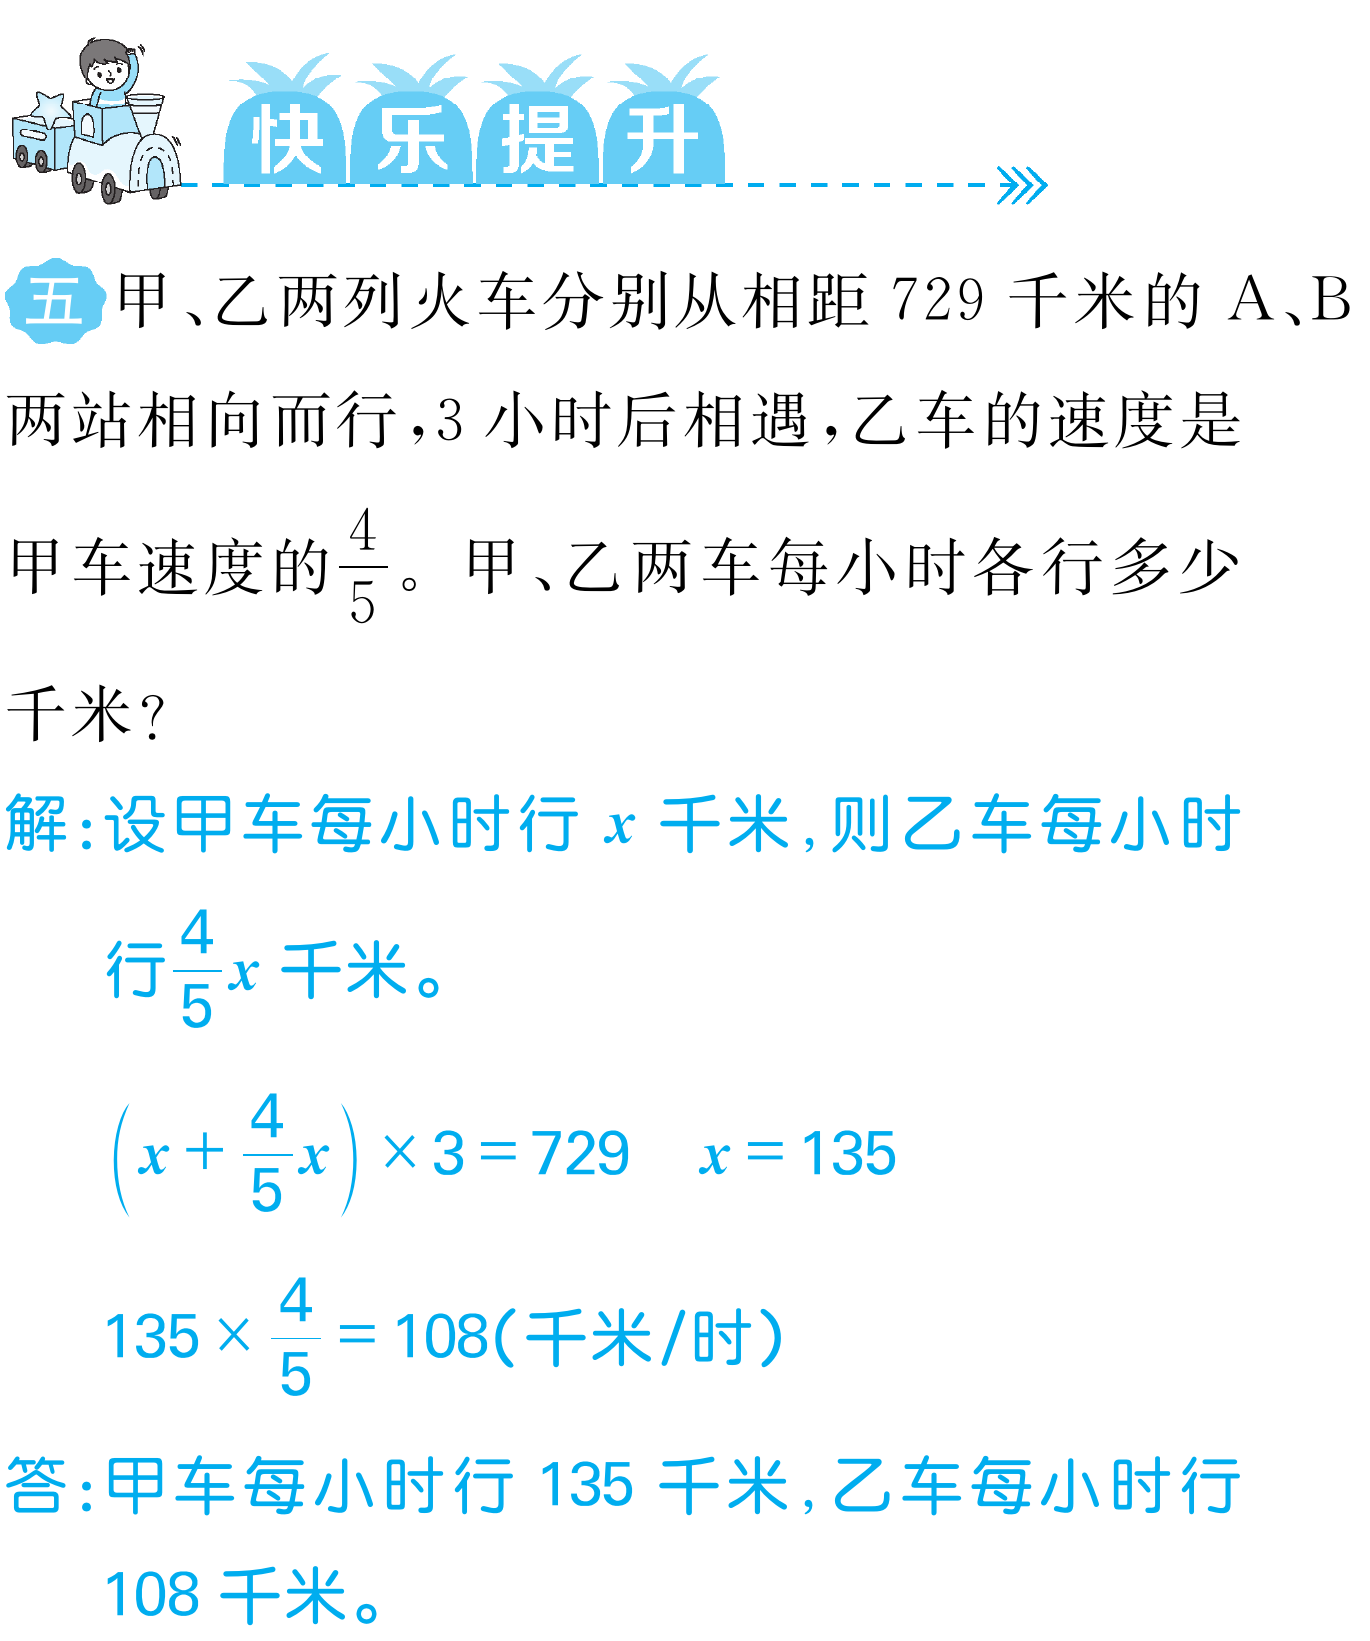 快乐提升
五 甲、乙两列火车分别从相距 729 千米的 A、B
两站相向而行,3 小时后相遇,乙车的速度是
甲车速度的4/5。甲、乙两车每小时各行多少
千米?
解:设甲车每小时行 x 千米,则乙车每小时
行4/5x 千米。
(x+4/5x)×3=729 x=135
135×4/5=108(千米/时)
答:甲车每小时行 135 千米,乙车每小时行
108 千米。